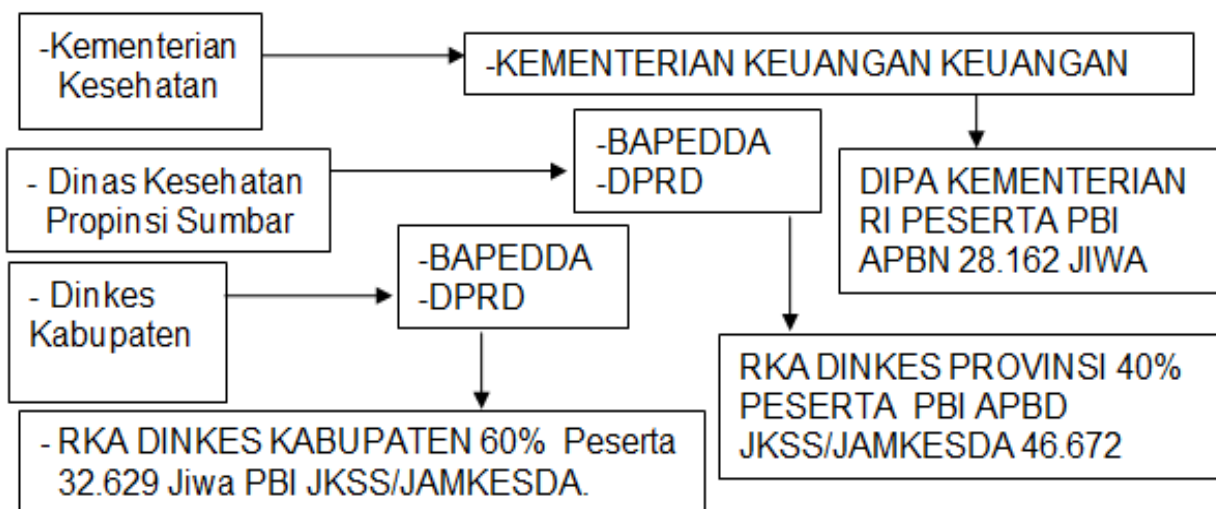 -Kementerian
Kesehatan
-KEMENTERIAN KEUANGAN KEUANGAN
- Dinas Kesehatan
Propinsi Sumbar
-BAPEDDA
-DPRD
DIPA KEMENTERIAN
RI PESERTA PBI
APBN 28.162 JIWA
- Dinkes
Kabupaten
-BAPEDDA
-DPRD
RKA DINKES PROVINSI 40%
PESERTA PBI APBD
JKSS/JAMKESDA 46.672
- RKA DINKES KABUPATEN 60% Peserta
32.629 Jiwa PBI JKSS/JAMKESDA.